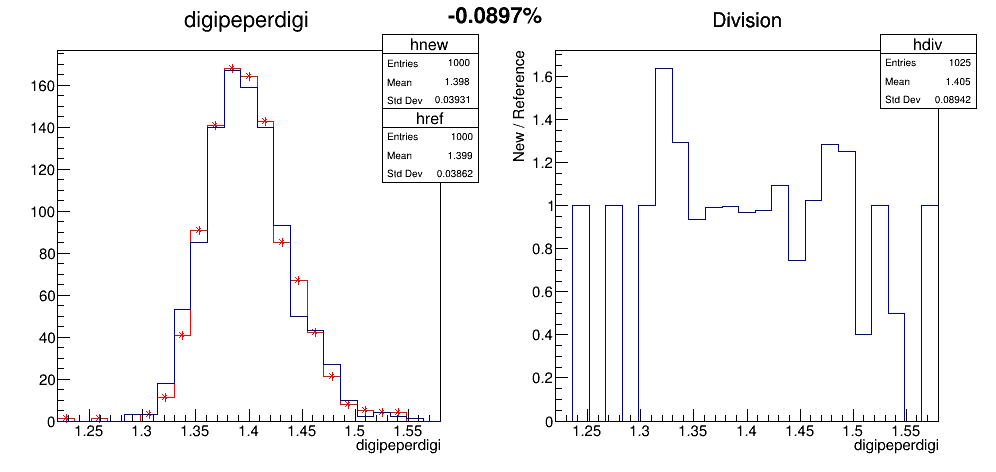 -0.0897%
digipeperdigi
hnew
Entries 1000
Mean 1.398
Std Dev 0.03931
href
Entries 1000
Mean 1.399
Std Dev 0.03862
160
140
120
100
80
60
40
20
0
1.25 1.3 1.35 1.4 1.45 1.5 1.55
digipeperdigi
Division
hdiv
Entries 1025
Mean 1.405
Std Dev 0.08942
New / Reference
1.6
1.4
1.2
1
0.8
0.6
0.4
0.2
0
1.25 1.3 1.35 1.4 1.45 1.5 1.55
digipeperdigi